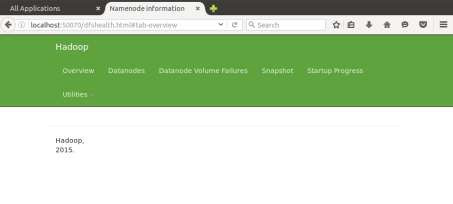 All Applications
Namenode information
localhost:50070/dfshealth.html#tab-overview
Search
Hadoop
Overview Datanodes Datanode Volume Failures Snapshot Startup Progress
Utilities
Hadoop,
2015.